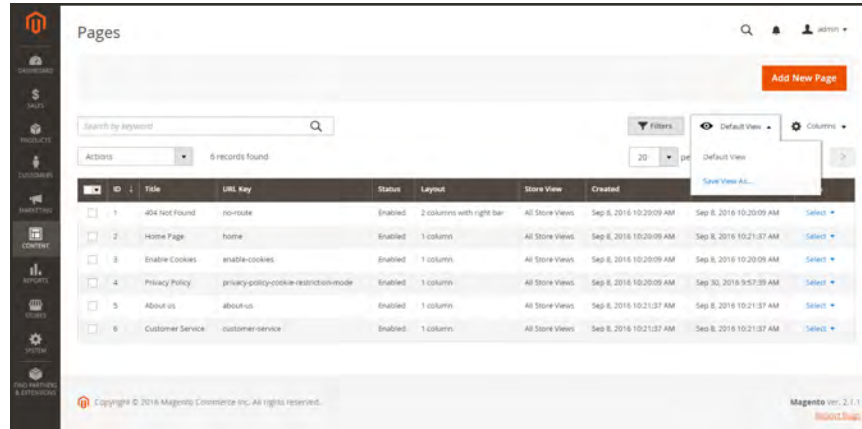 Pages
admin
DASHBOARD
SALES
PRODUCTS
CUSTOMERS
MARKETING
CONTENT
REPORTS
STORES
SYSTEM
FIND PARTNERS
& EXTENSIONS
Add New Page
Search by keyword
Filters
Default View
Columns
Actions
6 records found
20
pe
Default View
Save View As...
ID ↓ Title URL Key Status Layout Store View Created
1 404 Not Found no-route Enabled 2 columns with right bar All Store Views Sep 8, 2016 10:20:09 AM Sep 8, 2016 10:20:09 AM Select
2 Home Page home Enabled 1 column All Store Views Sep 8, 2016 10:20:09 AM Sep 8, 2016 10:21:37 AM Select
3 Enable Cookies enable-cookies Enabled 1 column All Store Views Sep 8, 2016 10:20:09 AM Sep 8, 2016 10:20:09 AM Select
4 Privacy Policy privacy-policy-cookie-restriction-mode Enabled 1 column All Store Views Sep 8, 2016 10:20:09 AM Sep 30, 2016 9:57:39 AM Select
5 About us about-us Enabled 1 column All Store Views Sep 8, 2016 10:21:37 AM Sep 8, 2016 10:21:37 AM Select
6 Customer Service customer-service Enabled 1 column All Store Views Sep 8, 2016 10:21:37 AM Sep 8, 2016 10:21:37 AM Select
Copyright © 2016 Magento Commerce Inc. All rights reserved.
Magento ver. 2.1.1
Report Bugs